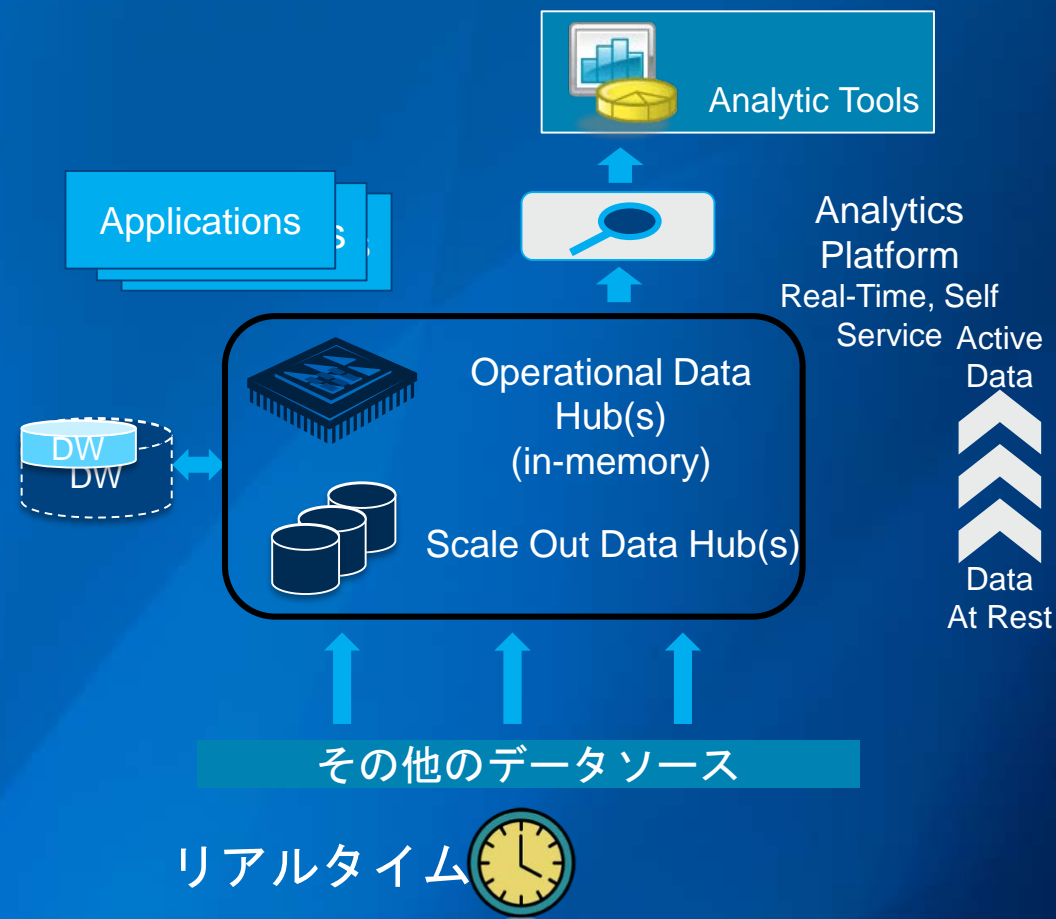 Analytic Tools
Applications
s
s
Analytics
Platform
Real-Time, Self
Service
Active
Data
Operational Data
Hub(s)
(in-memory)
DW
DW
Scale Out Data Hub(s)
Data
At Rest
その他のデータソース
リアルタイム